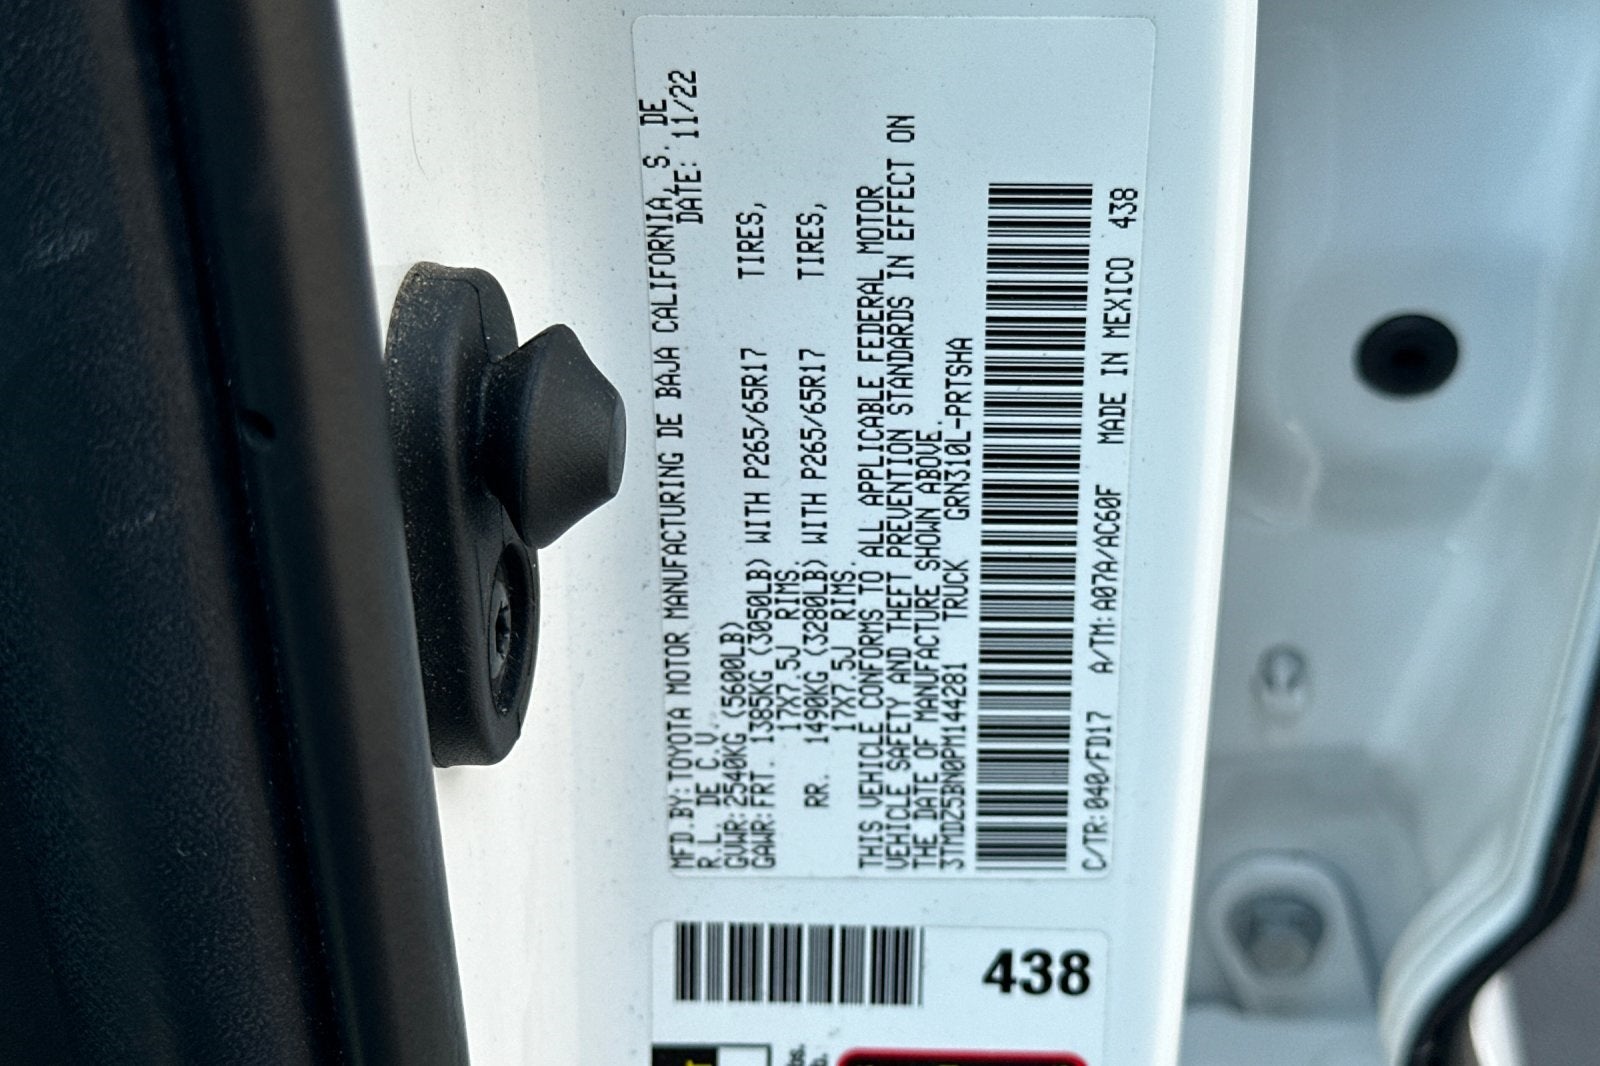 MFD.BY:TOYOTA MOTOR MANUFACTURING DE BAJA CALIFORNIA, S. DE
R.L. DE C.V. DATE: 11/22
GVWR:2540KG (5600LB)
GAWR:FRT. 1385KG (3050LB) WITH P265/65R17 TIRES,
17X7.5J RIMS.
RR. 1490KG (3280LB) WITH P265/65R17 TIRES,
17X7.5J RIMS.
THIS VEHICLE CONFORMS TO ALL APPLICABLE FEDERAL MOTOR
VEHICLE SAFETY AND THEFT PREVENTION STANDARDS IN EFFECT ON
THE DATE OF MANUFACTURE SHOWN ABOVE.
3TMDZ5BN0PM144281 TRUCK GRN310L-PRTSHA
C/TR:040/FD17 A/TM:A07A/AC60F MADE IN MEXICO 438
438